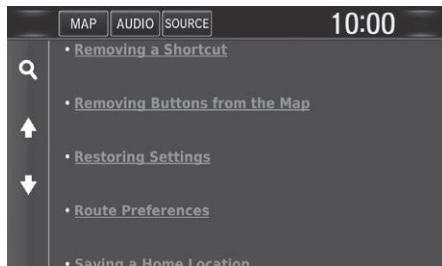 MAP AUDIO SOURCE 10:00
• Removing a Shortcut
• Removing Buttons from the Map
• Restoring Settings
• Route Preferences
• Saving a Home Location